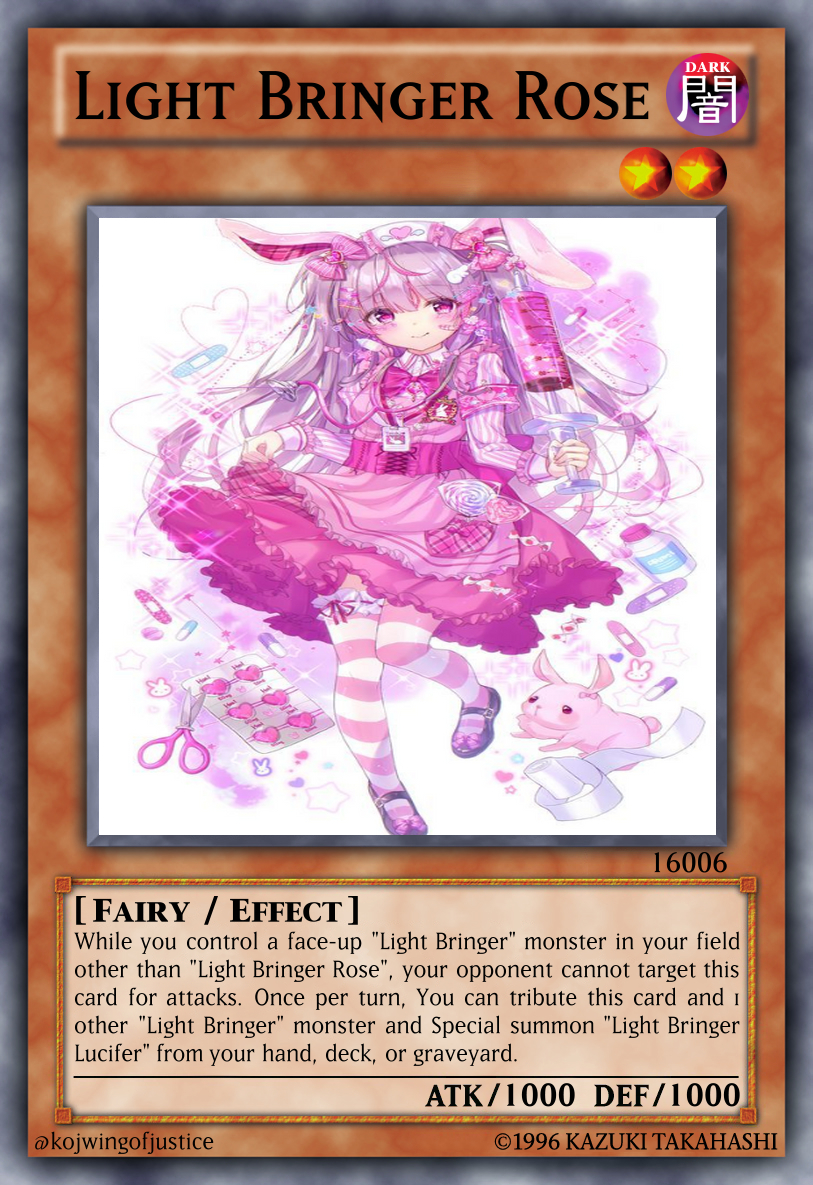 Light Bringer Rose
DARK
闇
16006
[ Fairy / Effect ]
While you control a face-up "Light Bringer" monster in your field
other than "Light Bringer Rose", your opponent cannot target this
card for attacks. Once per turn, You can tribute this card and 1
other "Light Bringer" monster and Special summon "Light Bringer
Lucifer" from your hand, deck, or graveyard.
ATK/1000 DEF/1000
@kojwingofjustice
©1996 KAZUKI TAKAHASHI